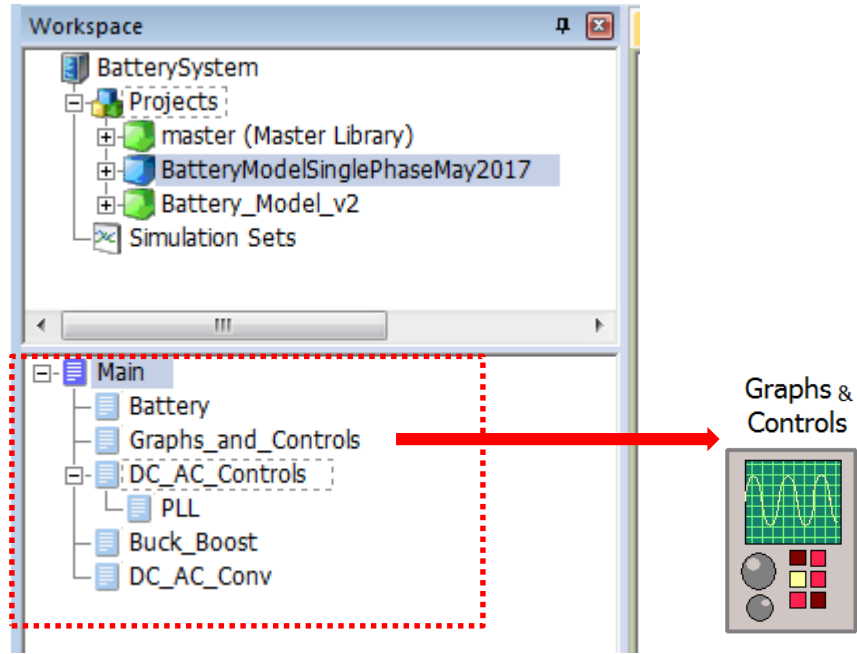 Workspace
BatterySystem
Projects
master (Master Library)
BatteryModelSinglePhaseMay2017
Battery_Model_v2
Simulation Sets
Main
Battery
Graphs_and_Controls
DC_AC_Controls
PLL
Buck_Boost
DC_AC_Conv
Graphs &
Controls